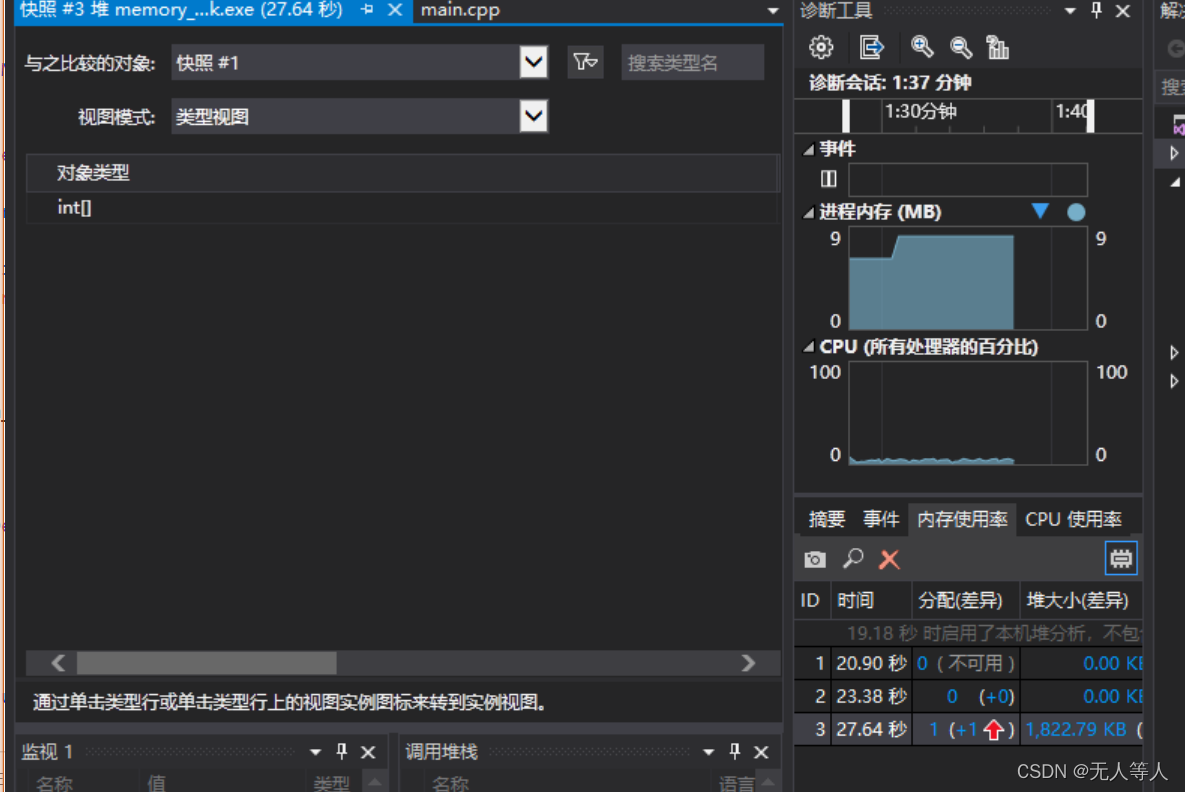 快照 #3 堆 memory_...k.exe (27.64 秒)
main.cpp
与之比较的对象:
快照 #1
搜索类型名
视图模式:
类型视图
对象类型
int[]
通过单击类型行或单击类型行上的视图实例图标来转到实例视图。
监视 1
名称
值
类型
调用堆栈
名称
语言
诊断工具
诊断会话: 1:37 分钟
1:30分钟
1:40
事件
进程内存 (MB)
9
9
0
0
CPU (所有处理器的百分比)
100
100
0
0
摘要 事件 内存使用率 CPU 使用率
ID 时间 分配(差异) 堆大小(差异)
19.18 秒 时启用了本机堆分析，不包
1 20.90 秒 0 ( 不可用 ) 0.00 KB
2 23.38 秒 0 (+0) 0.00 KB
3 27.64 秒 1 (+1 ) 1,822.79 KB (
搜索
CSDN @无人等人